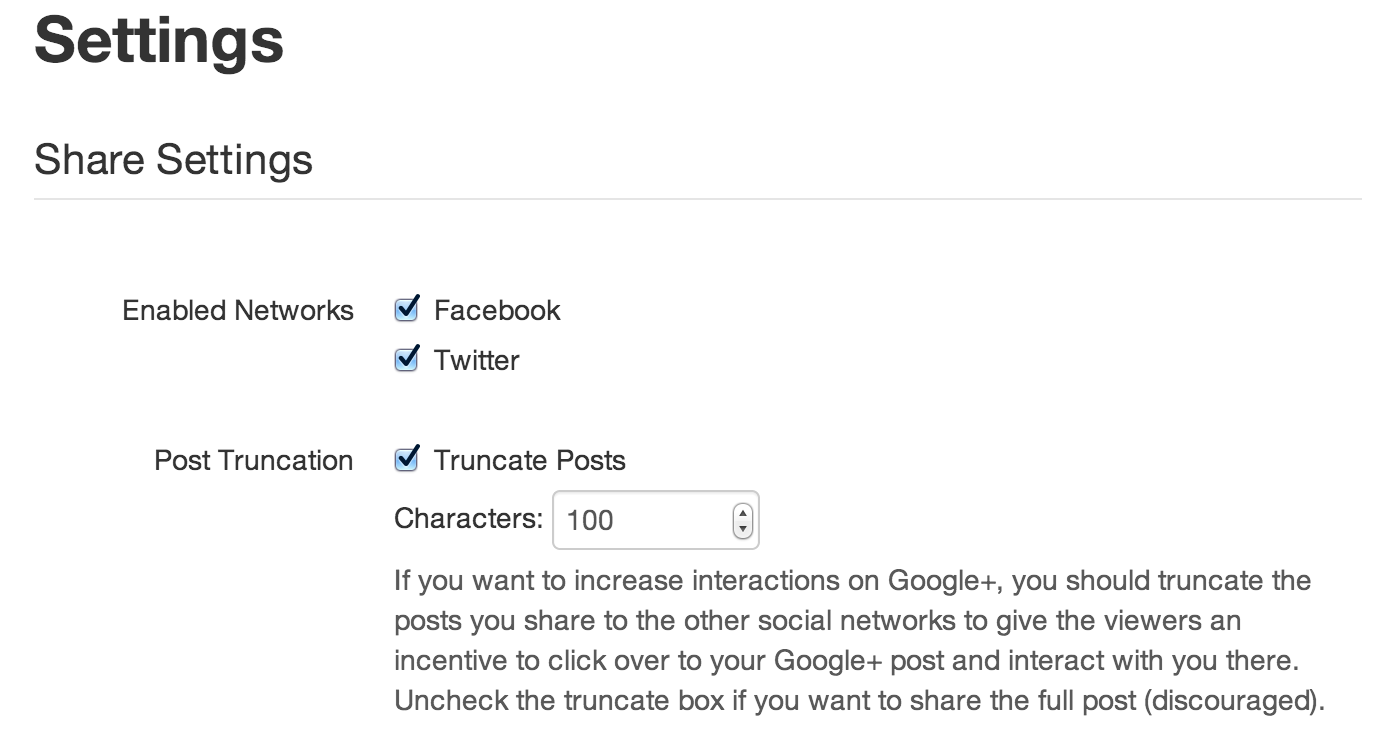 Settings
Share Settings
Enabled Networks Facebook
Twitter
Post Truncation Truncate Posts
Characters: 100
If you want to increase interactions on Google+, you should truncate the
posts you share to the other social networks to give the viewers an
incentive to click over to your Google+ post and interact with you there.
Uncheck the truncate box if you want to share the full post (discouraged).